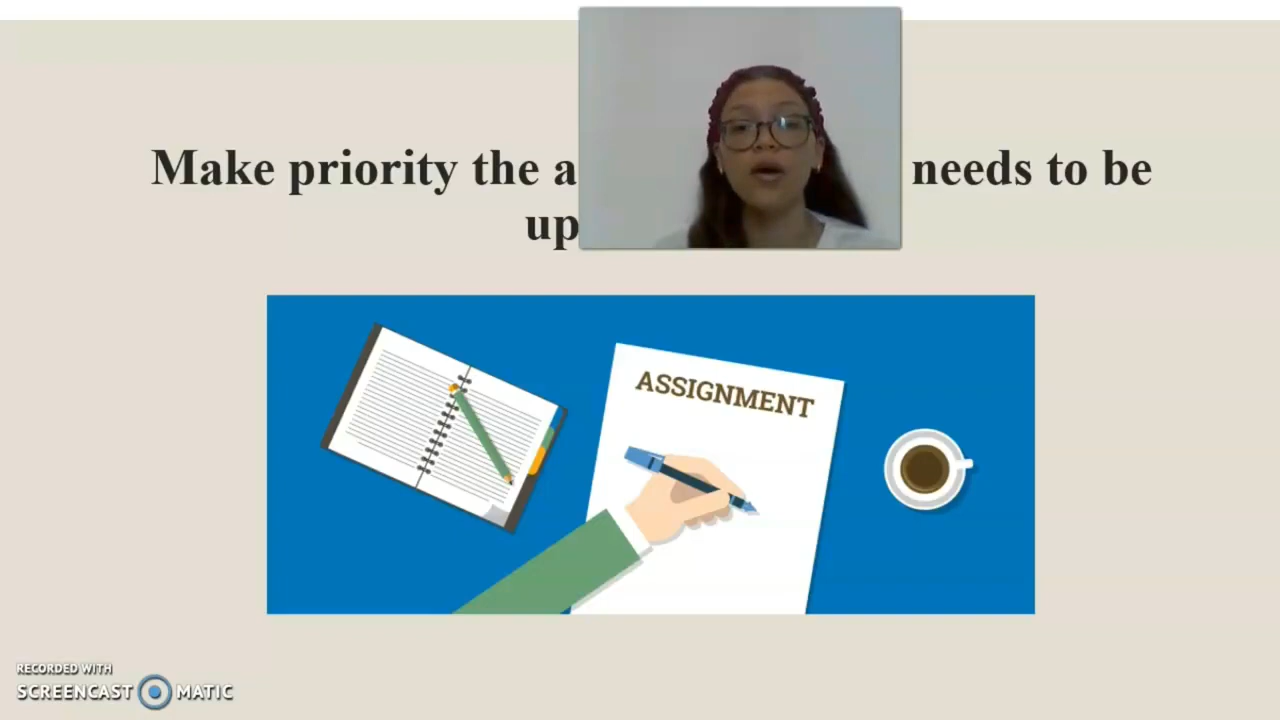 Make priority the a needs to be
up
ASSIGNMENT
RECORDED WITH
SCREENCAST MATIC